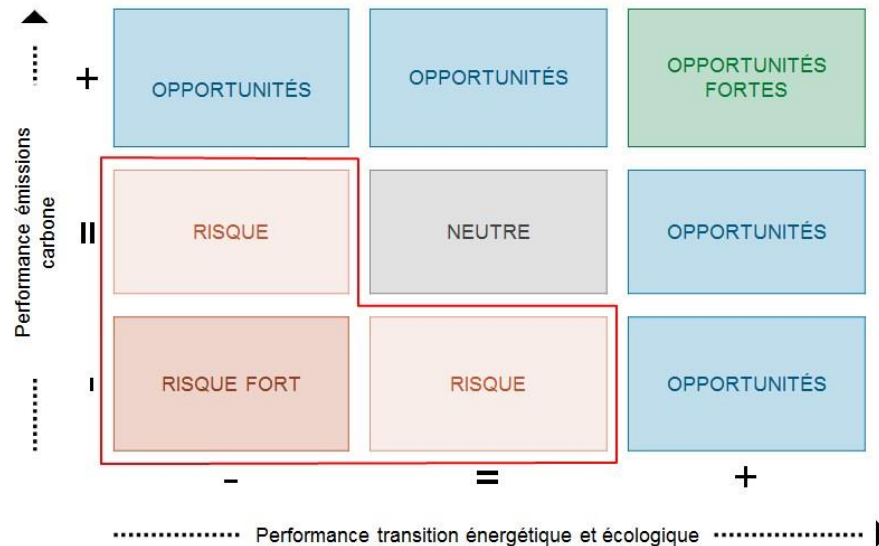 +
OPPORTUNITÉS
OPPORTUNITÉS
OPPORTUNITÉS
FORTES
Performance émissions
carbone
=
RISQUE
NEUTRE
OPPORTUNITÉS
-
RISQUE FORT
RISQUE
OPPORTUNITÉS
-
=
+
Performance transition énergétique et écologique